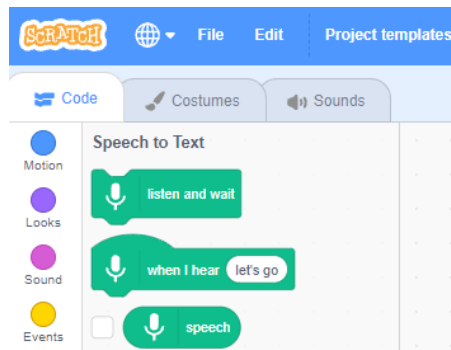 SCRATCH File Edit Project templates
Code Costumes Sounds
Speech to Text
Motion
listen and wait
Looks
when I hear let's go
Sound
speech
Events